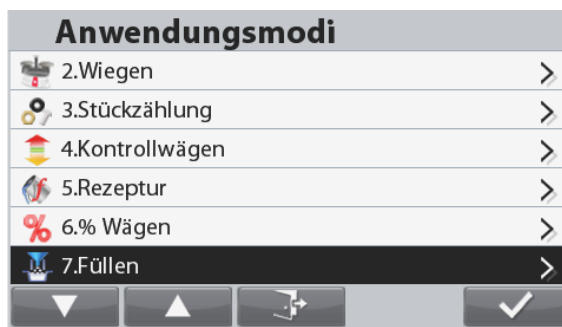 Anwendungsmodi
2.Wiegen
3.Stückzählung
4.Kontrollwägen
5.Rezeptur
6.% Wägen
7.Füllen